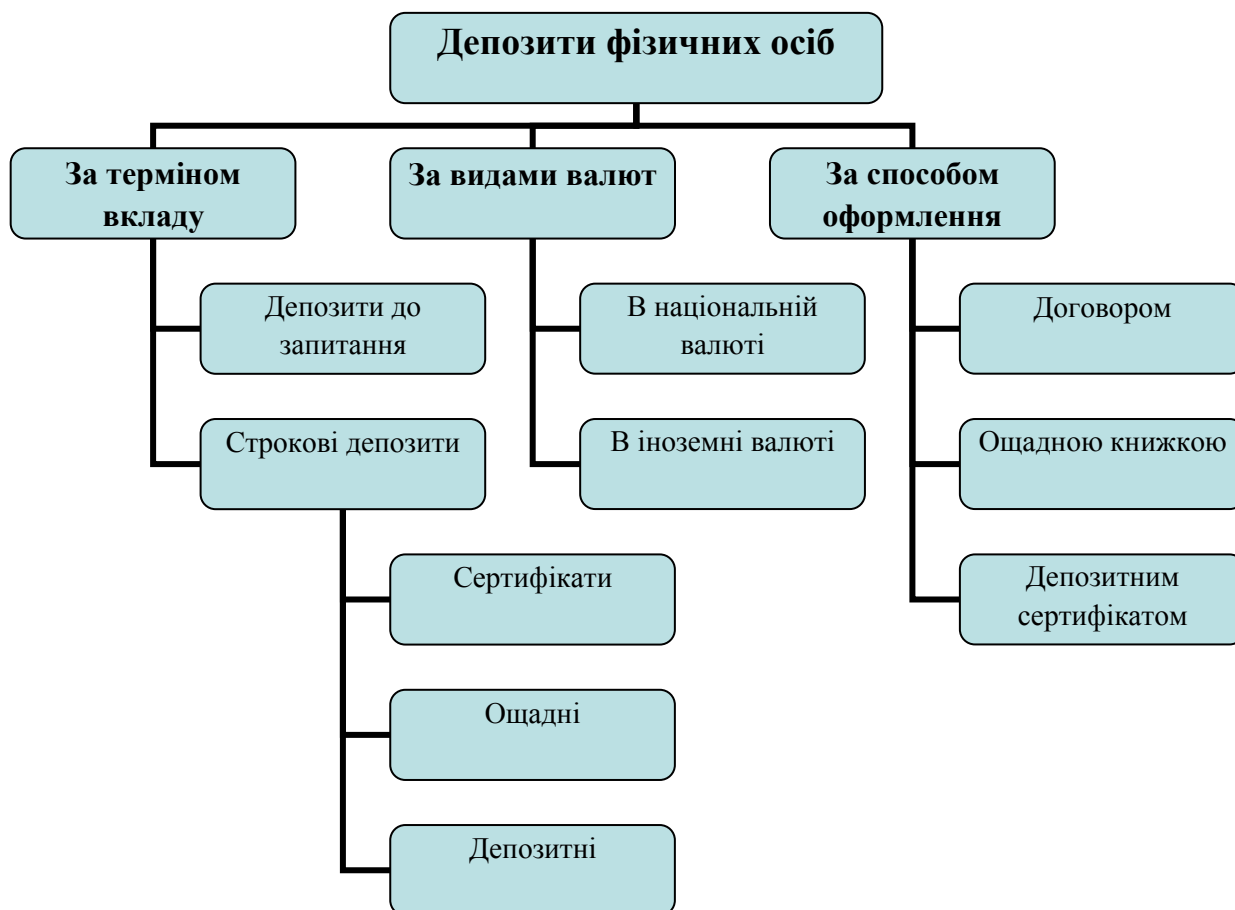 Депозити фізичних осіб
За терміном
вкладу
За видами валют
За способом
оформлення
Депозити до
запитання
В національній
валюті
Договором
Строкові депозити
В іноземні валюті
Ощадною книжкою
Сертифікати
Депозитним
сертифікатом
Ощадні
Депозитні